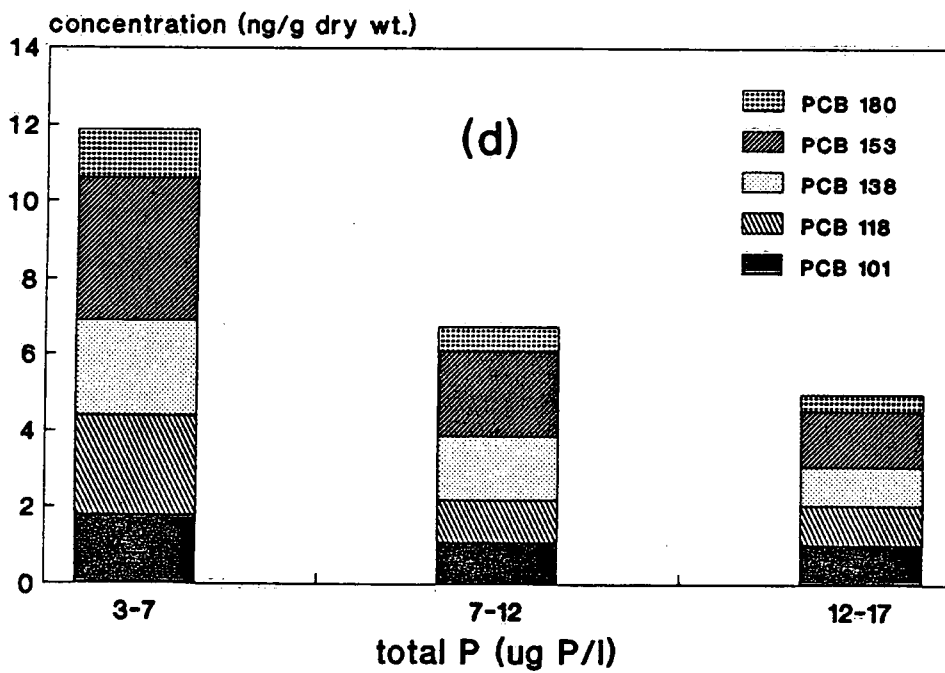 concentration (ng/g dry wt.)
14
12
10
8
6
4
2
0
(d)
PCB 180
PCB 153
PCB 138
PCB 118
PCB 101
3-7
7-12
12-17
total P (ug P/l)